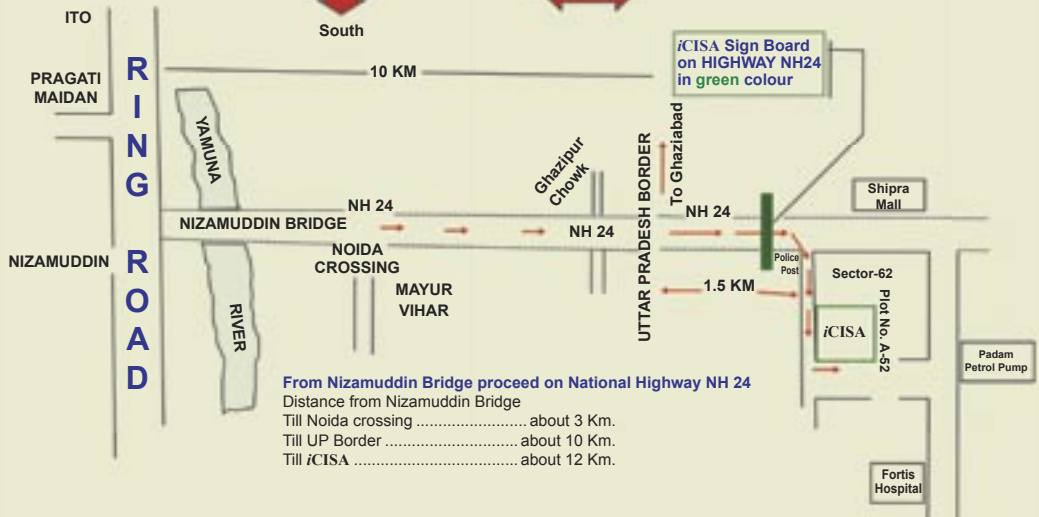 ITO
South
PRAGATI
MAIDAN
RING ROAD
10 KM
iCISA Sign Board
on HIGHWAY NH24
in green colour
YAMUNA
Ghazipur
Chowk
UTTAR PRADESH BORDER
To Ghaziabad
Shipra
Mall
NH 24
NH 24
NIZAMUDDIN BRIDGE
NH 24
NIZAMUDDIN
NOIDA
CROSSING
Police
Post
Sector-62
MAYUR
VIHAR
1.5 KM
RIVER
iCISA
Plot No. A-52
Padam
Petrol Pump
From Nizamuddin Bridge proceed on National Highway NH 24
Distance from Nizamuddin Bridge
Till Noida crossing ........................ about 3 Km.
Till UP Border ............................. about 10 Km.
Till iCISA .................................... about 12 Km.
Fortis
Hospital